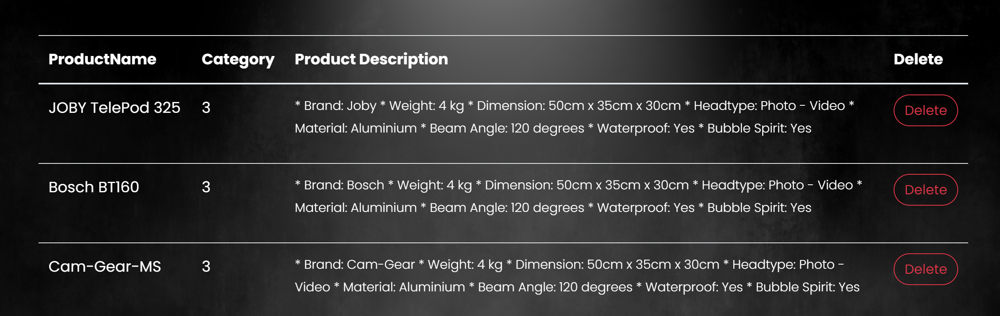 ProductName Category Product Description Delete
JOBY TelePod 325 3 * Brand: Joby * Weight: 4 kg * Dimension: 50cm x 35cm x 30cm * Headtype: Photo - Video * Delete
Material: Aluminium * Beam Angle: 120 degrees * Waterproof: Yes * Bubble Spirit: Yes
Bosch BT160 3 * Brand: Bosch * Weight: 4 kg * Dimension: 50cm x 35cm x 30cm * Headtype: Photo - Video * Delete
Material: Aluminium * Beam Angle: 120 degrees * Waterproof: Yes * Bubble Spirit: Yes
Cam-Gear-MS 3 * Brand: Cam-Gear * Weight: 4 kg * Dimension: 50cm x 35cm x 30cm * Headtype: Photo - Delete
Video * Material: Aluminium * Beam Angle: 120 degrees * Waterproof: Yes * Bubble Spirit: Yes